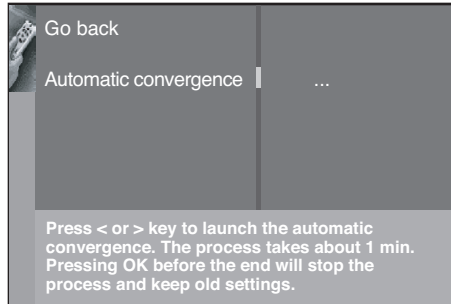 Go back
Automatic convergence ...
Press < or > key to launch the automatic
convergence. The process takes about 1 min.
Pressing OK before the end will stop the
process and keep old settings.